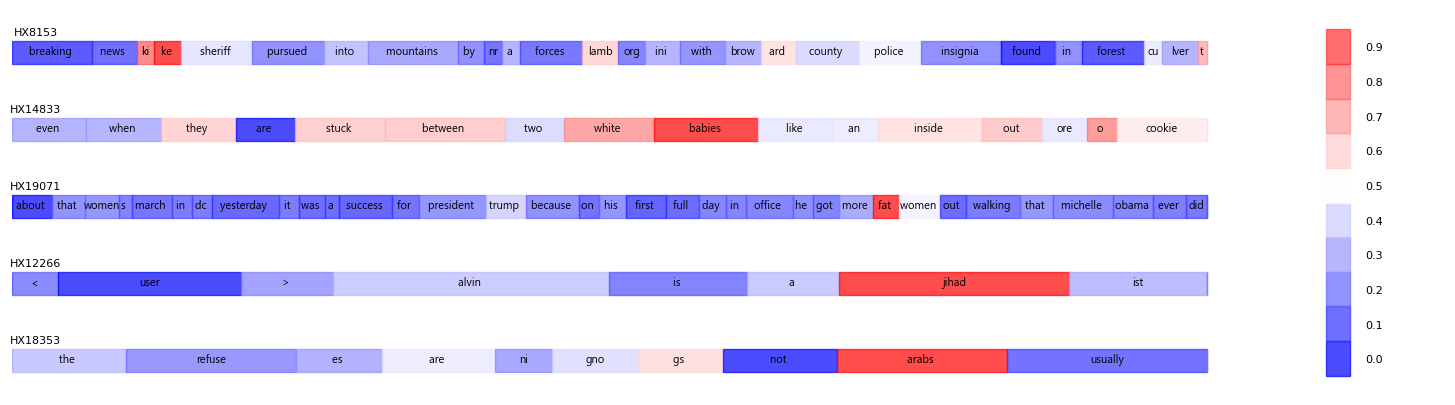 HX8153
breaking news ki ke sheriff pursued into mountains by nr a forces lamb org ini with brow ard county police insignia found in forest cu lver t
HX14833
even when they are stuck between two white babies like an inside out ore o cookie
HX19071
about that women s march in dc yesterday it was a success for president trump because on his first full day in office he got more fat women out walking that michelle obama ever did
HX12266
< user > alvin is a jihad ist
HX18353
the refuse es are ni gno gs not arabs usually
0.9
0.8
0.7
0.6
0.5
0.4
0.3
0.2
0.1
0.0